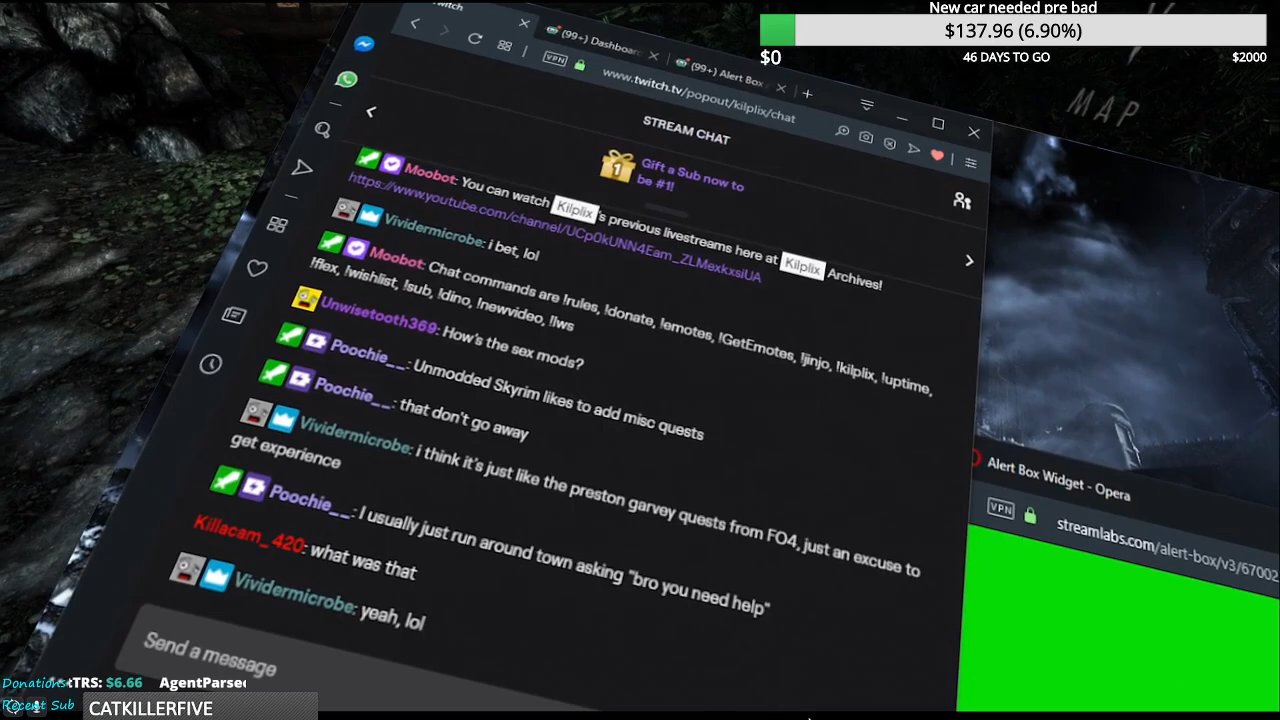 New car needed pre bad
$137.96 (6.90%)
$0
46 DAYS TO GO
$2000
MAP
(99+) Dashboar
(99+) Alert Box
VPN
www.twitch.tv/popout/kilplix/chat
STREAM CHAT
1
Gift a Sub now to
be #1!
Moobot: You can watch Kilplix's previous livestreams here at Kilplix Archives!
https://www.youtube.com/channel/UCp0kUNN4Eam_ZLMexkxsiUA
Vividermicrobe: i bet, lol
Moobot: Chat commands are !rules, !donate, !emotes, !GetEmotes, !jinjo, !kilplix, !uptime,
!flex, !wishlist, !sub, !dino, !newvideo, !lws
Unwisetooth369: How's the sex mods?
Poochie__: Unmodded Skyrim likes to add misc quests
Poochie__: that don't go away
Vividermicrobe: i think it's just like the preston garvey quests from FO4, just an excuse to
get experience
Poochie__: I usually just run around town asking "bro you need help"
Killacam_420: what was that
Vividermicrobe: yeah, lol
Send a message
Alert Box Widget - Opera
VPN
streamlabs.com/alert-box/v3/67002
Donations
tTRS: $6.66
AgentParsec
Recent Sub
CATKILLERFIVE